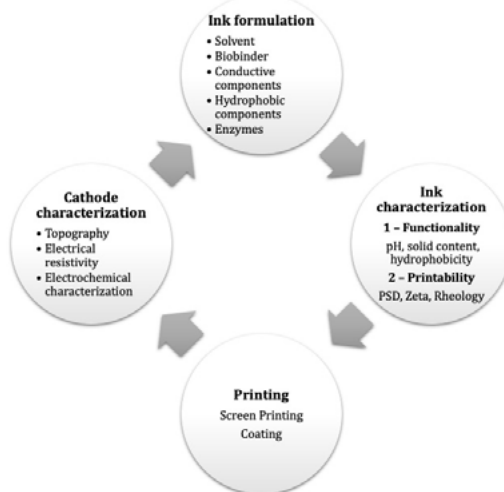 Ink formulation
• Solvent
• Biobinder
• Conductive
components
• Hydrophobic
components
• Enzymes
Ink
characterization
1 – Functionality
pH, solid content,
hydrophobicity
2 – Printability
PSD, Zeta, Rheology
Printing
Screen Printing
Coating
Cathode
characterization
• Topography
• Electrical
resistivity
• Electrochemical
characterization